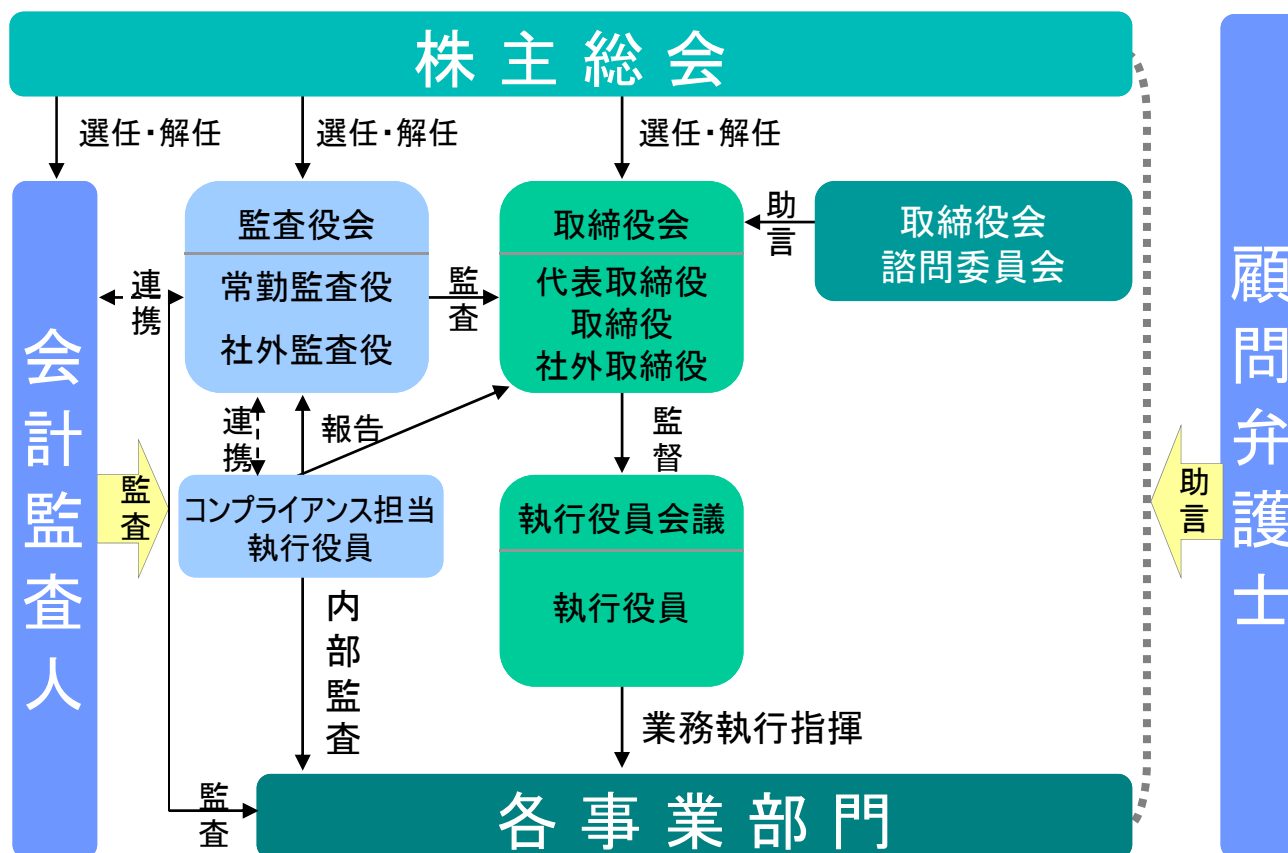 株主総会
選任・解任
選任・解任
選任・解任
会計監査人
連携
監査役会
常勤監査役
社外監査役
監査
取締役会
代表取締役
取締役
社外取締役
助言
取締役会
諮問委員会
顧問弁護士
連携
報告
監督
監査
コンプライアンス担当
執行役員
執行役員会議
執行役員
助言
内部監査
業務執行指揮
監査
各事業部門